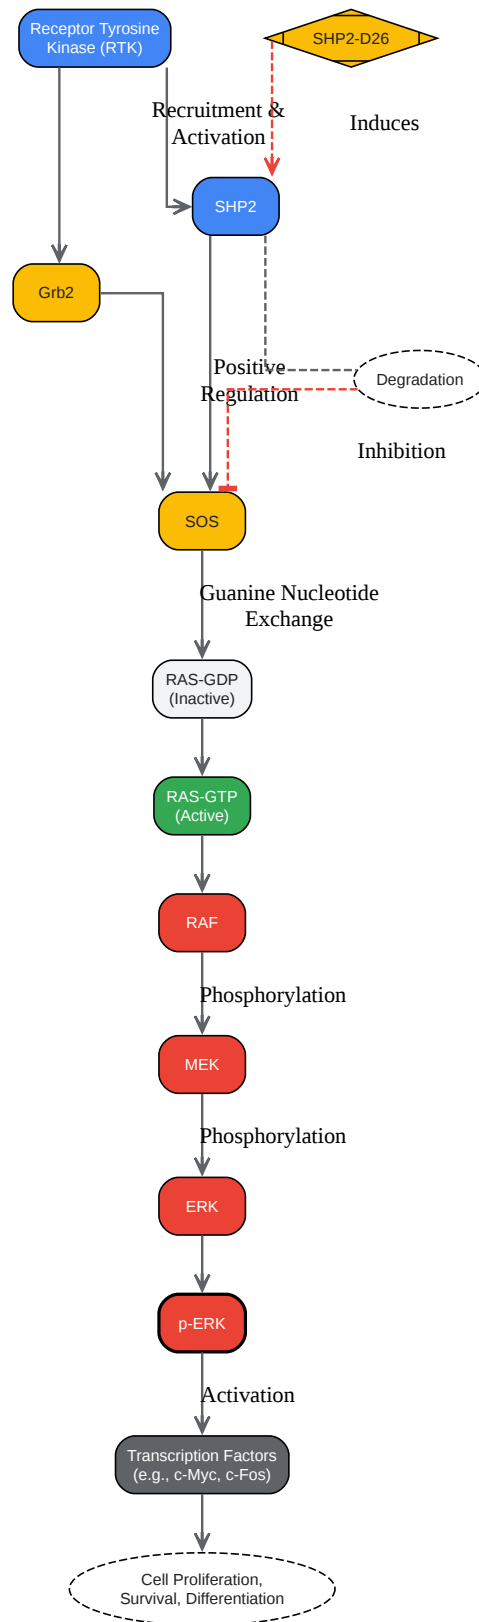 Receptor Tyrosine
Kinase (RTK)
SHP2-D26
Recruitment &
Activation
Induces
SHP2
Grb2
Positive
Regulation
Degradation
Inhibition
SOS
Guanine Nucleotide
Exchange
RAS-GDP
(Inactive)
RAS-GTP
(Active)
RAF
Phosphorylation
MEK
Phosphorylation
ERK
p-ERK
Activation
Transcription Factors
(e.g., c-Myc, c-Fos)
Cell Proliferation,
Survival, Differentiation